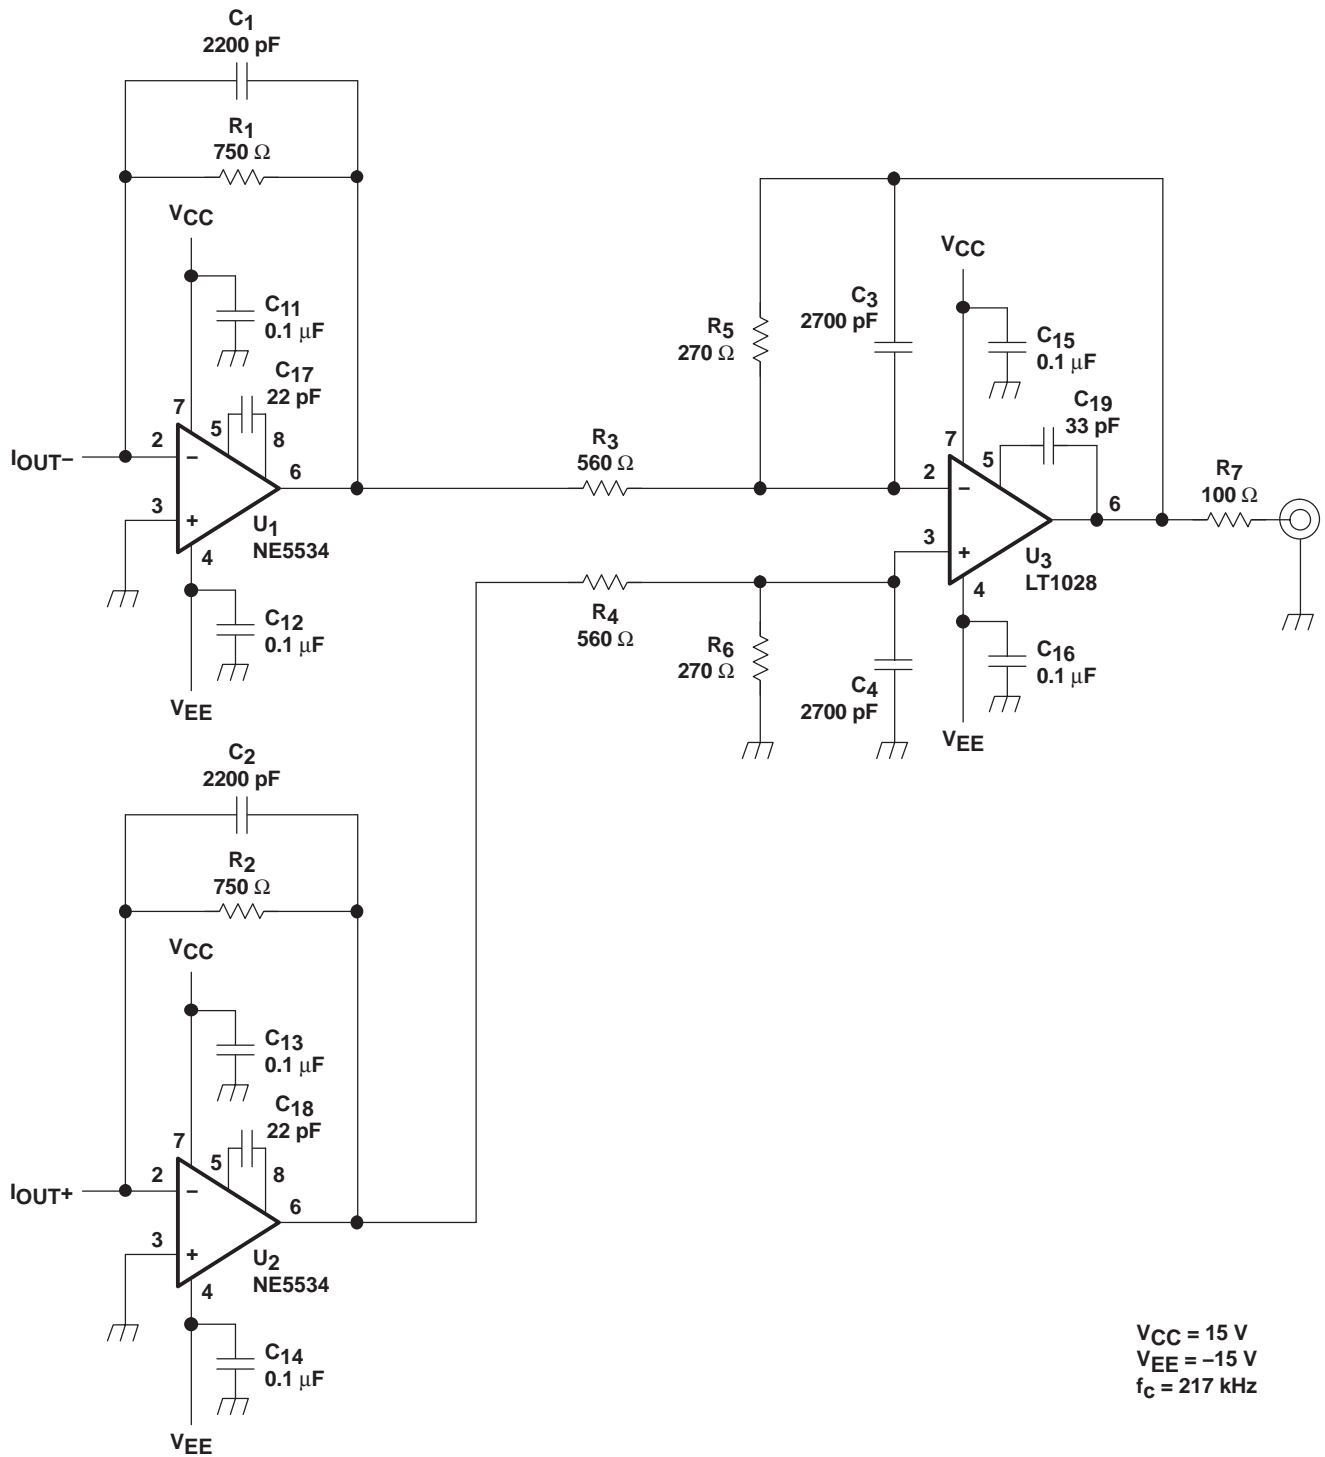 C1
2200 pF
R1
750 Ω
VCC
C11
0.1 μF
C17
22 pF
7
5
8
2
−
IOUT−
6
3
+
U1
NE5534
4
C12
0.1 μF
VEE
R3
560 Ω
R5
270 Ω
C3
2700 pF
VCC
C15
0.1 μF
C19
33 pF
7
5
2
−
6
R7
100 Ω
3
+
U3
LT1028
4
R4
560 Ω
R6
270 Ω
C4
2700 pF
C16
0.1 μF
VEE
C2
2200 pF
R2
750 Ω
VCC
C13
0.1 μF
C18
22 pF
7
5
8
2
−
IOUT+
6
3
+
U2
NE5534
4
C14
0.1 μF
VEE
VCC = 15 V
VEE = –15 V
fC = 217 kHz